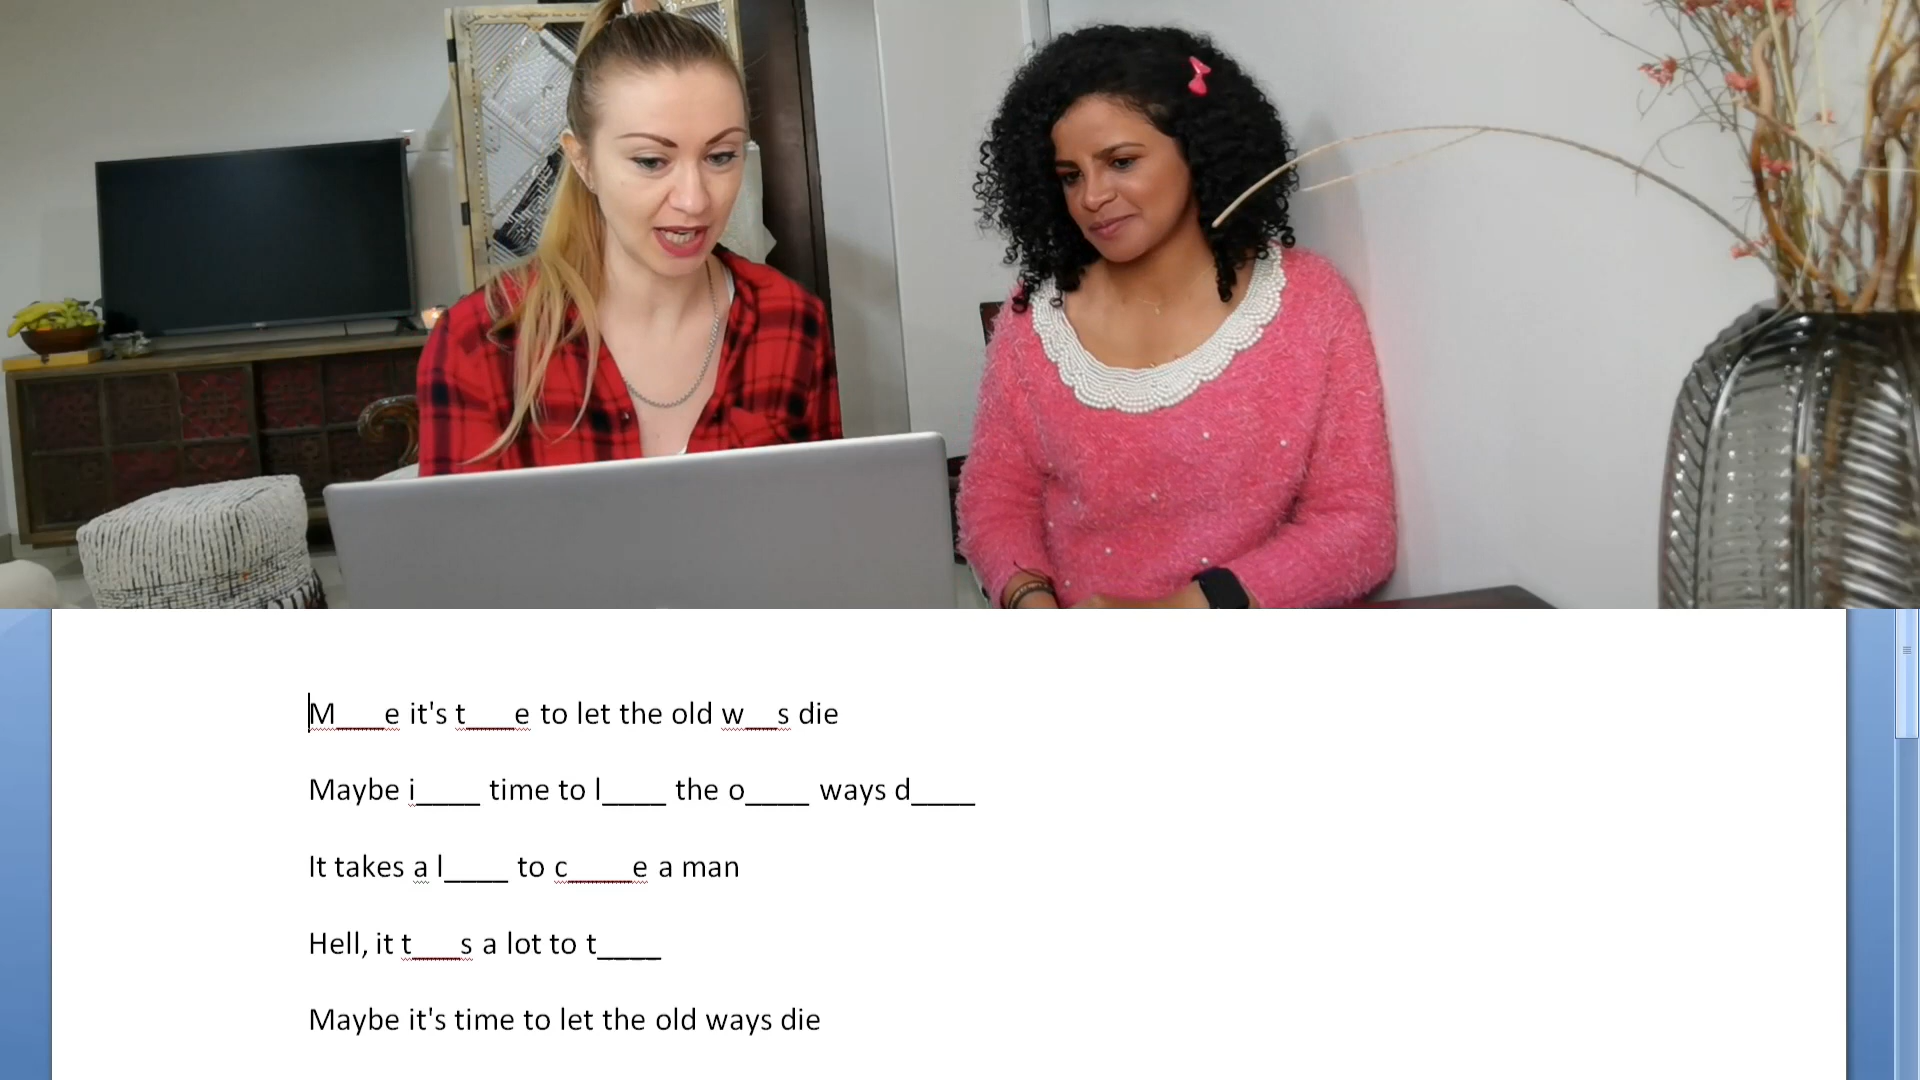 M___e it's t___e to let the old w__s die
Maybe i____ time to l____ the o____ ways d____
It takes a l____ to c____e a man
Hell, it t___s a lot to t____
Maybe it's time to let the old ways die